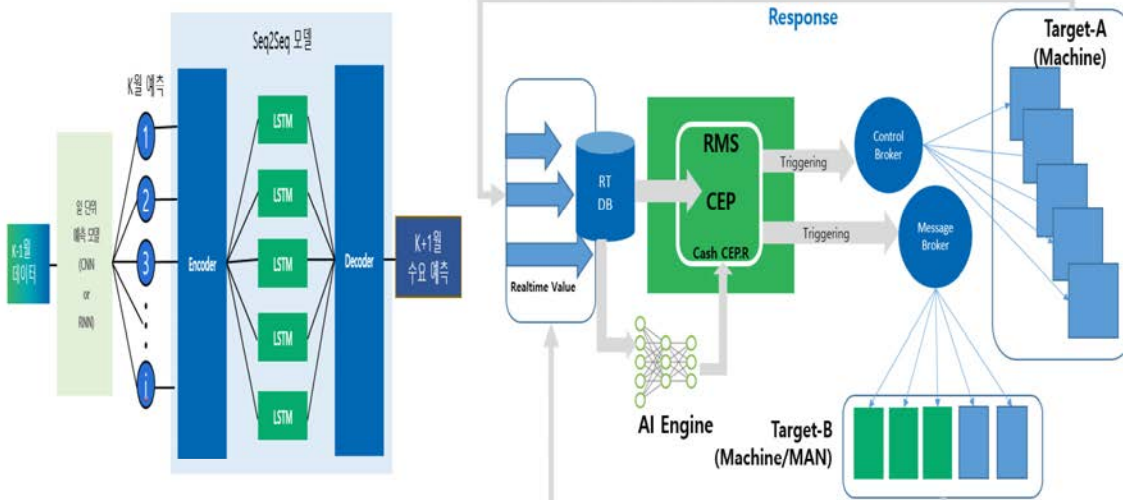 Seq2Seq 모델
K월 예측
1
2
3
i
K-1월
데이터
일 단위
예측 모델
(CNN
or
RNN)
Encoder
LSTM
LSTM
LSTM
LSTM
LSTM
Decoder
K+1월
수요 예측
Response
Realtime Value
RT
DB
RMS
CEP
Cash CEP.R
AI Engine
Triggering
Triggering
Control
Broker
Message
Broker
Target-A
(Machine)
Target-B
(Machine/MAN)